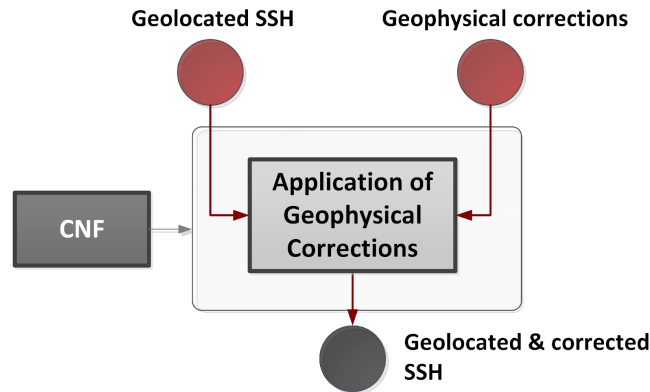 Geolocated SSH
Geophysical corrections
Application of
Geophysical
Corrections
CNF
Geolocated & corrected
SSH